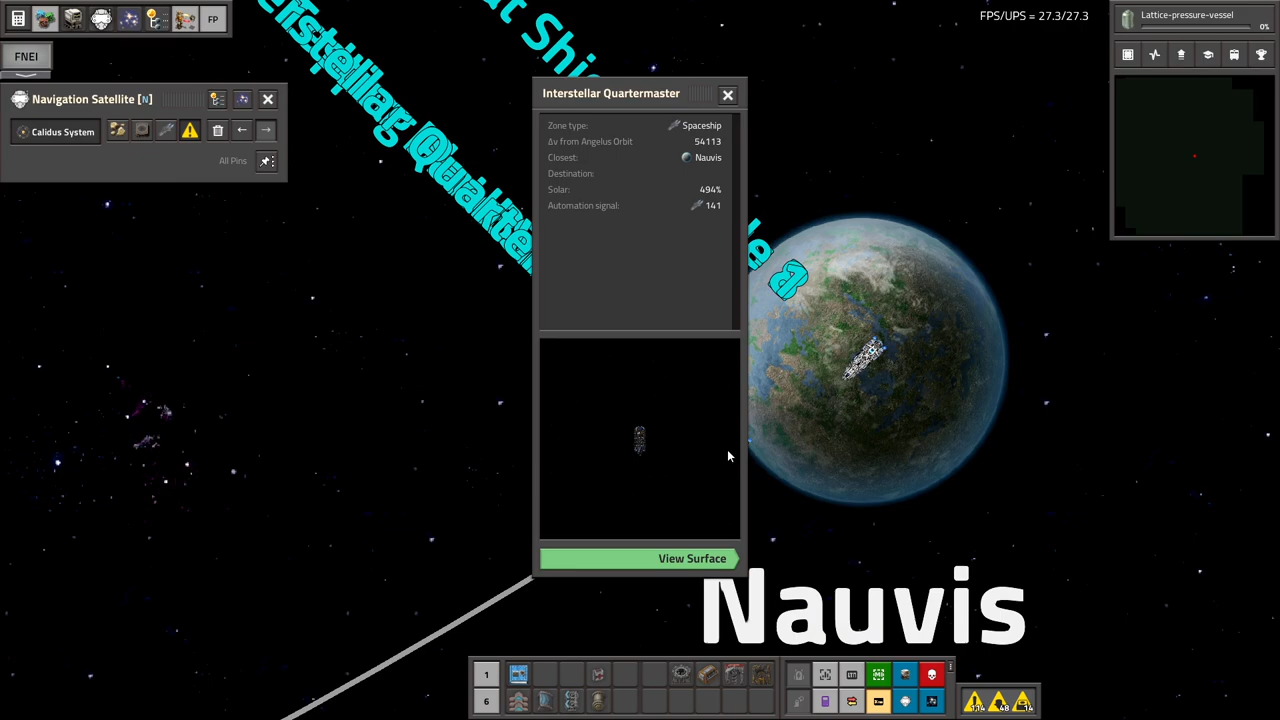 FP
FPS/UPS = 27.3/27.3
Lattice-pressure-vessel
0%
FNEI
Navigation Satellite [N]
Calidus System
All Pins
Interstellar Quartermaster
Zone type: Spaceship
Δv from Angelus Orbit 54113
Closest: Nauvis
Destination:
Solar: 494%
Automation signal: 141
View Surface
Nauvis
1
6